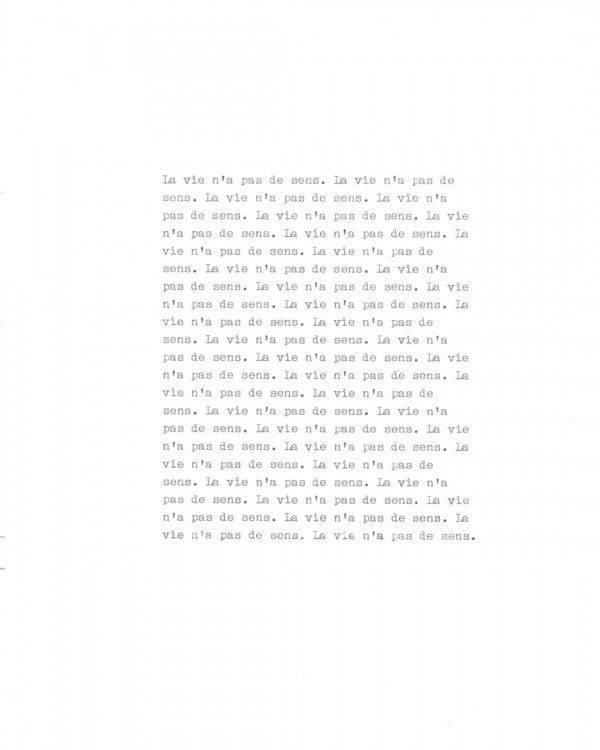 La vie n'a pas de sens. La vie n'a pas de
sens. La vie n'a pas de sens. La vie n'a
pas de sens. La vie n'a pas de sens. La vie
n'a pas de sens. La vie n'a pas de sens. La
vie n'a pas de sens. La vie n'a pas de
sens. La vie n'a pas de sens. La vie n'a
pas de sens. La vie n'a pas de sens. La vie
n'a pas de sens. La vie n'a pas de sens. La
vie n'a pas de sens. La vie n'a pas de
sens. La vie n'a pas de sens. La vie n'a
pas de sens. La vie n'a pas de sens. La vie
n'a pas de sens. La vie n'a pas de sens. La
vie n'a pas de sens. La vie n'a pas de
sens. La vie n'a pas de sens. La vie n'a
pas de sens. La vie n'a pas de sens. La vie
n'a pas de sens. La vie n'a pas de sens. La
vie n'a pas de sens. La vie n'a pas de
sens. La vie n'a pas de sens. La vie n'a
pas de sens. La vie n'a pas de sens. La vie
n'a pas de sens. La vie n'a pas de sens. La
vie n'a pas de sens. La vie n'a pas de sens.